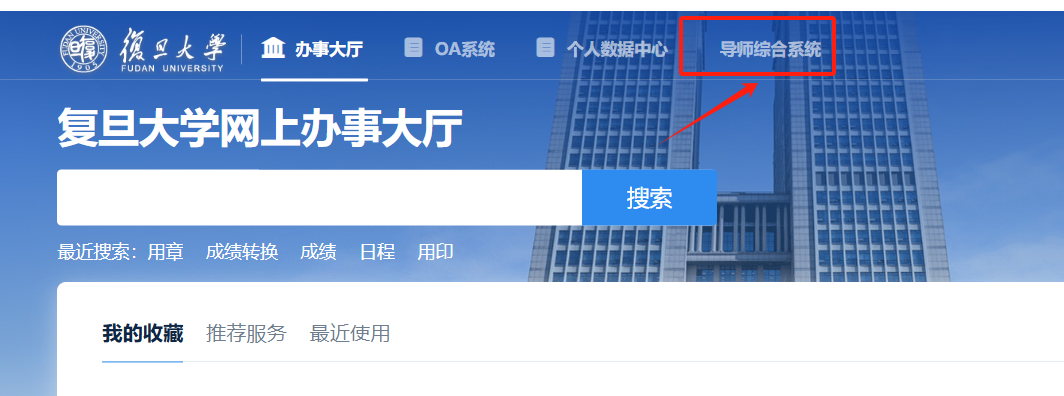 復旦大學
FUDAN UNIVERSITY
FUDAN UNIVERSITY 1905
办事大厅
OA系统
个人数据中心
导师综合系统
复旦大学网上办事大厅
搜索
最近搜索：用章 成绩转换 成绩 日程 用印
我的收藏 推荐服务 最近使用